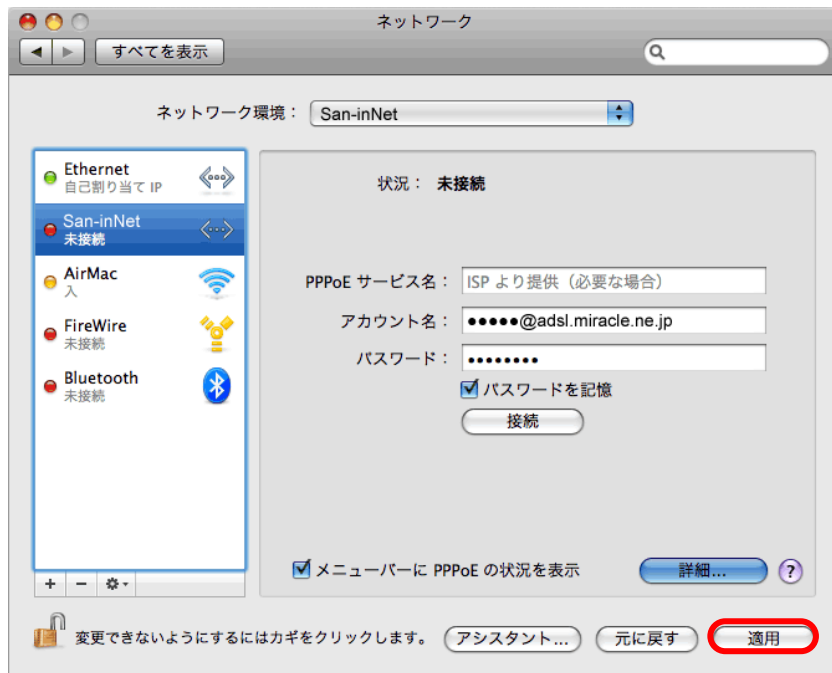 ネットワーク
すべてを表示
ネットワーク環境： San-inNet
Ethernet
自己割り当て IP
San-inNet
未接続
AirMac
入
FireWire
未接続
Bluetooth
未接続
状況： 未接続
PPPoE サービス名： ISP より提供（必要な場合）
アカウント名： ●●●●●@adsl.miracle.ne.jp
パスワード： ●●●●●●●●
パスワードを記憶
接続
メニューバーに PPPoE の状況を表示
詳細... ?
変更できないようにするにはカギをクリックします。 アシスタント... 元に戻す 適用